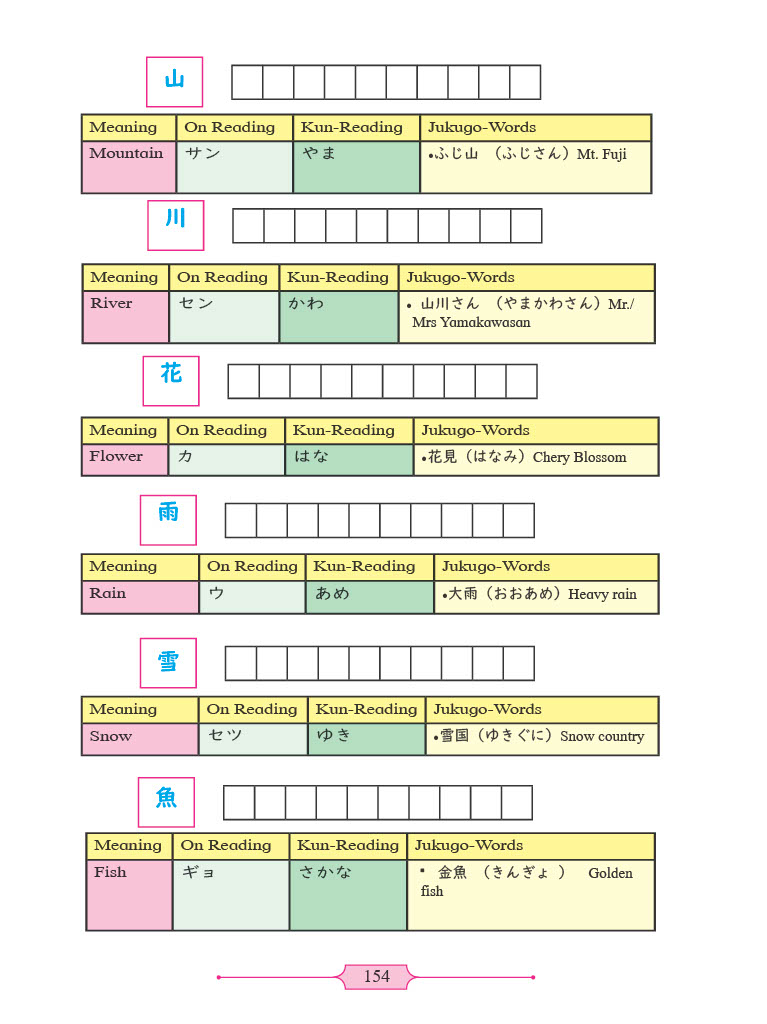 山
Meaning On Reading Kun-Reading Jukugo-Words
Mountain サン やま •ふじ山 （ふじさん）Mt. Fuji
川
Meaning On Reading Kun-Reading Jukugo-Words
River セン かわ • 山川さん （やまかわさん）Mr./
Mrs Yamakawasan
花
Meaning On Reading Kun-Reading Jukugo-Words
Flower カ はな •花見（はなみ）Chery Blossom
雨
Meaning On Reading Kun-Reading Jukugo-Words
Rain ウ あめ •大雨（おおあめ）Heavy rain
雪
Meaning On Reading Kun-Reading Jukugo-Words
Snow セツ ゆき •雪国（ゆきぐに）Snow country
魚
Meaning On Reading Kun-Reading Jukugo-Words
Fish ギョ さかな • 金魚 （きんぎょ ） Golden
fish
154